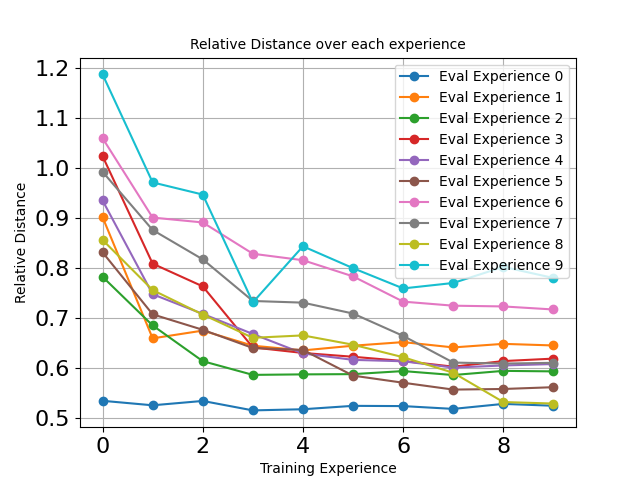 Relative Distance over each experience
1.2
1.1
1.0
0.9
0.8
0.7
0.6
0.5
Relative Distance
Eval Experience 0
Eval Experience 1
Eval Experience 2
Eval Experience 3
Eval Experience 4
Eval Experience 5
Eval Experience 6
Eval Experience 7
Eval Experience 8
Eval Experience 9
0 2 4 6 8
Training Experience